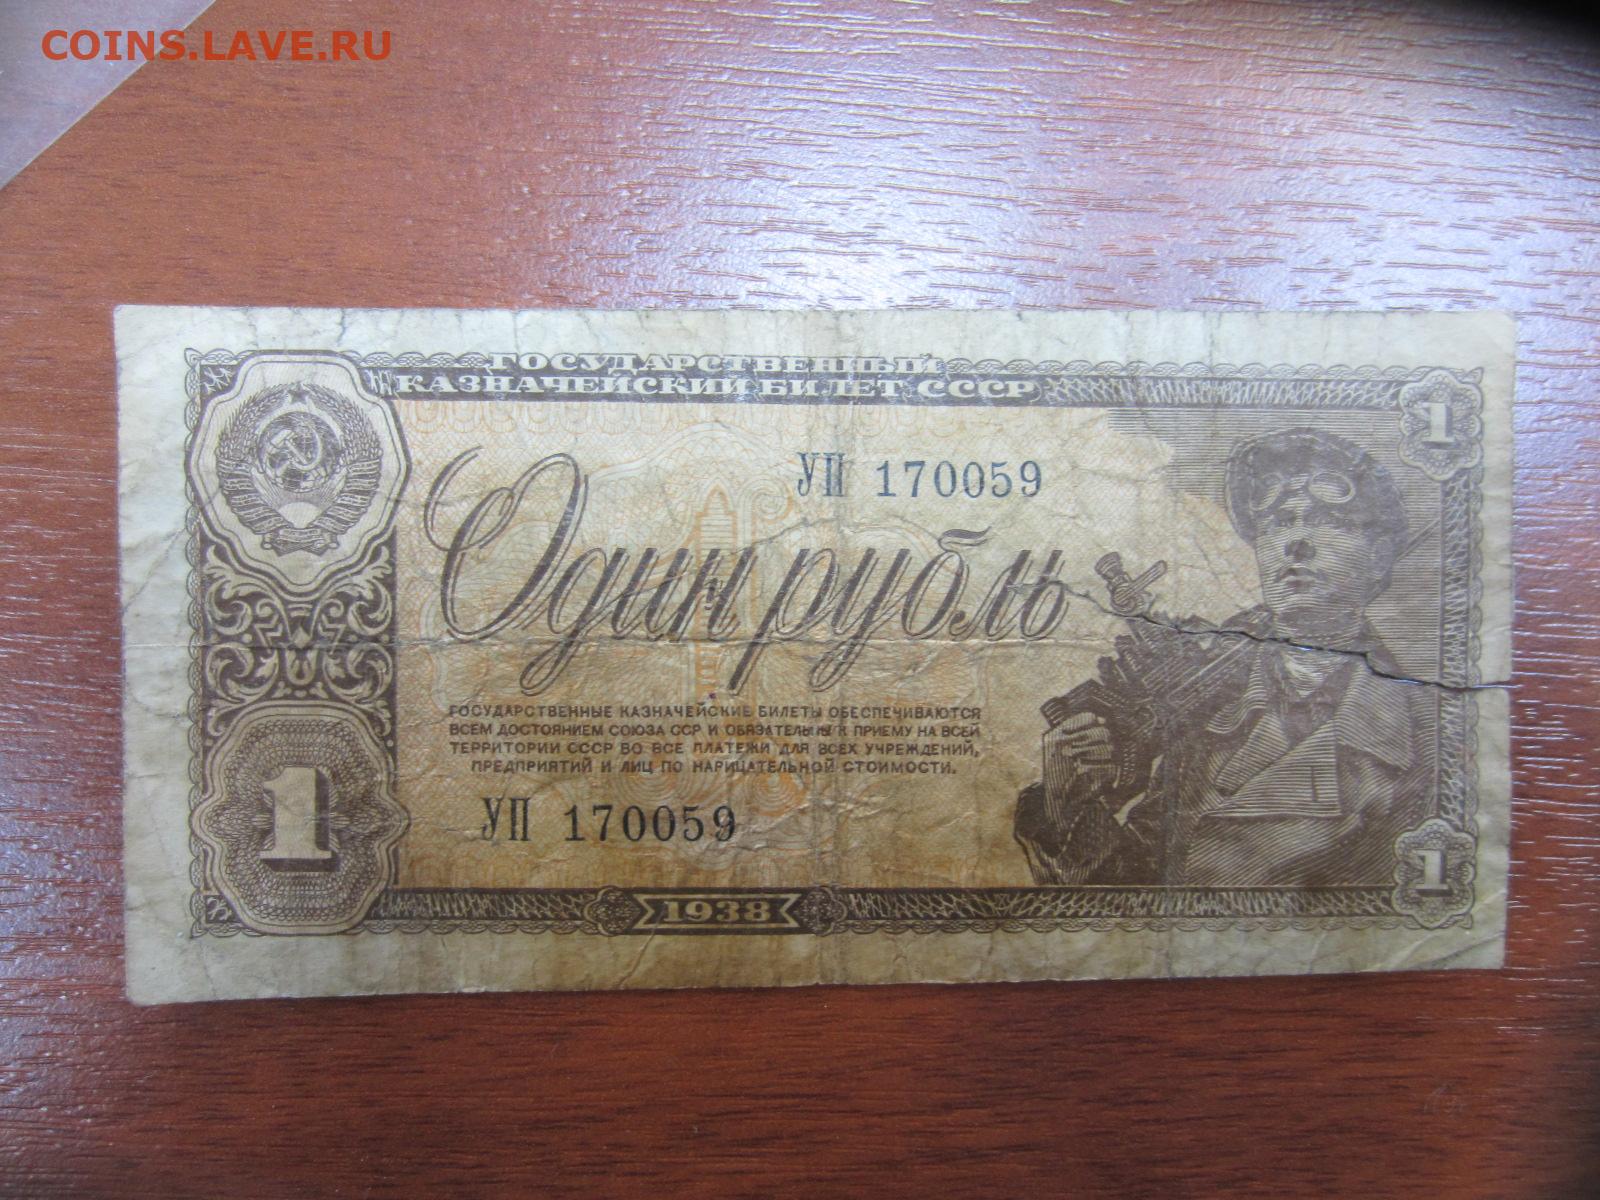 COINS.LAVE.RU
ГОСУДАРСТВЕННЫЙ
КАЗНАЧЕЙСКИЙ БИЛЕТ СССР
1
УП 170059
Один рубль
ГОСУДАРСТВЕННЫЕ КАЗНАЧЕЙСКИЕ БИЛЕТЫ ОБЕСПЕЧИВАЮТСЯ
ВСЕМ ДОСТОЯНИЕМ СОЮЗА ССР И ОБЯЗАТЕЛЬНЫ К ПРИЕМУ НА ВСЕЙ
ТЕРРИТОРИИ СССР ВО ВСЕ ПЛАТЕЖИ ДЛЯ ВСЕХ УЧРЕЖДЕНИЙ,
ПРЕДПРИЯТИЙ И ЛИЦ ПО НАРИЦАТЕЛЬНОЙ СТОИМОСТИ.
1
УП 170059
1
1938